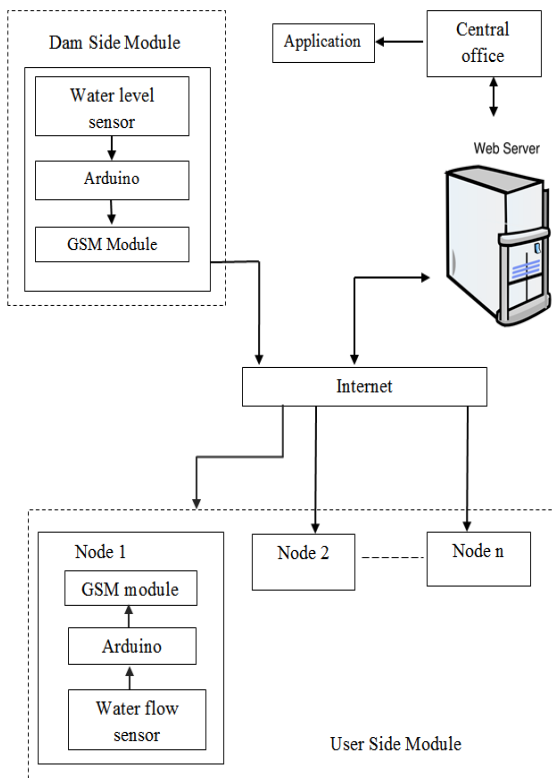 Dam Side Module
Water level
sensor
Arduino
GSM Module
Application
Central
office
Web Server
Internet
Node 1
GSM module
Arduino
Water flow
sensor
Node 2
Node n
User Side Module